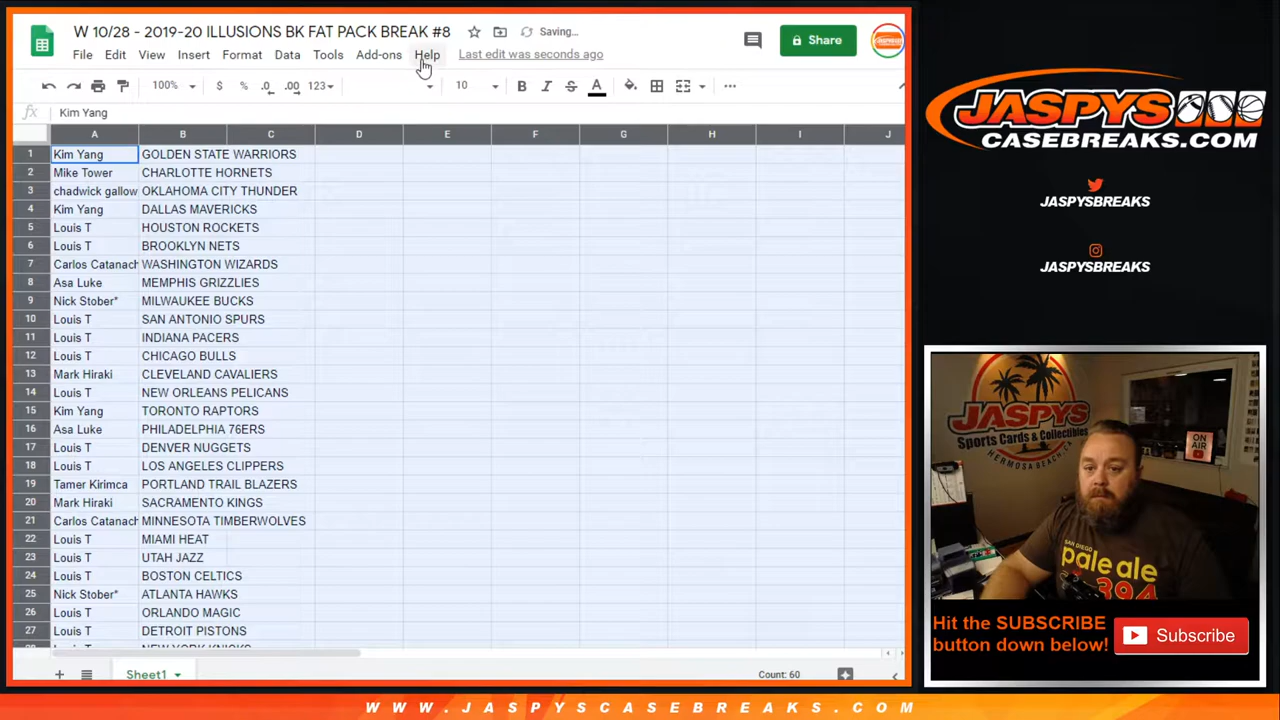 W 10/28 - 2019-20 ILLUSIONS BK FAT PACK BREAK #8 Saving...
File Edit View Insert Format Data Tools Add-ons Help Last edit was seconds ago
Share
100% $ % .0 .00 123 10 B I S A
fx Kim Yang
A B C D E F G H I J
1 Kim Yang GOLDEN STATE WARRIORS
2 Mike Tower CHARLOTTE HORNETS
3 chadwick gallow OKLAHOMA CITY THUNDER
4 Kim Yang DALLAS MAVERICKS
5 Louis T HOUSTON ROCKETS
6 Louis T BROOKLYN NETS
7 Carlos Catanach WASHINGTON WIZARDS
8 Asa Luke MEMPHIS GRIZZLIES
9 Nick Stober* MILWAUKEE BUCKS
10 Louis T SAN ANTONIO SPURS
11 Louis T INDIANA PACERS
12 Louis T CHICAGO BULLS
13 Mark Hiraki CLEVELAND CAVALIERS
14 Louis T NEW ORLEANS PELICANS
15 Kim Yang TORONTO RAPTORS
16 Asa Luke PHILADELPHIA 76ERS
17 Louis T DENVER NUGGETS
18 Louis T LOS ANGELES CLIPPERS
19 Tamer Kirimca PORTLAND TRAIL BLAZERS
20 Mark Hiraki SACRAMENTO KINGS
21 Carlos Catanach MINNESOTA TIMBERWOLVES
22 Louis T MIAMI HEAT
23 Louis T UTAH JAZZ
24 Louis T BOSTON CELTICS
25 Nick Stober* ATLANTA HAWKS
26 Louis T ORLANDO MAGIC
27 Louis T DETROIT PISTONS
Sheet1
Count: 60
JASPYS
CASEBREAKS.COM
JASPYSBREAKS
JASPYSBREAKS
JASPYS
Sports Cards & Collectibles
HERMOSA BEACH, CA
ON AIR
SAN DIEGO
pale ale
394
Hit the SUBSCRIBE
button down below!
Subscribe
WWW.JASPYSCASEBREAKS.COM